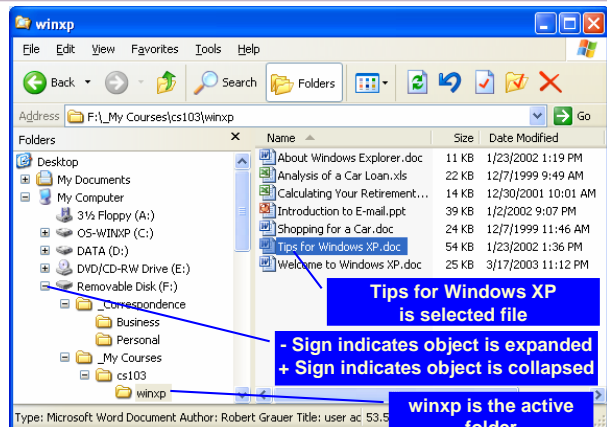 winxp
File Edit View Favorites Tools Help
Back Search Folders
Address F:\_My Courses\cs103\winxp Go
Folders × Name Size Date Modified
Desktop
My Documents
My Computer
3½ Floppy (A:)
OS-WINXP (C:)
DATA (D:)
DVD/CD-RW Drive (E:)
Removable Disk (F:)
_Correspondence
Business
Personal
_My Courses
cs103
winxp
About Windows Explorer.doc 11 KB 1/23/2002 1:19 PM
Analysis of a Car Loan.xls 22 KB 12/7/1999 9:49 AM
Calculating Your Retirement... 14 KB 12/30/2001 10:01 AM
Introduction to E-mail.ppt 39 KB 1/2/2002 9:07 PM
Shopping for a Car.doc 24 KB 12/7/1999 11:46 AM
Tips for Windows XP.doc 54 KB 1/23/2002 1:36 PM
Welcome to Windows XP.doc 25 KB 3/17/2003 11:12 PM
Tips for Windows XP
is selected file
- Sign indicates object is expanded
+ Sign indicates object is collapsed
winxp is the active
folder
Type: Microsoft Word Document Author: Robert Grauer Title: user ac 53.5